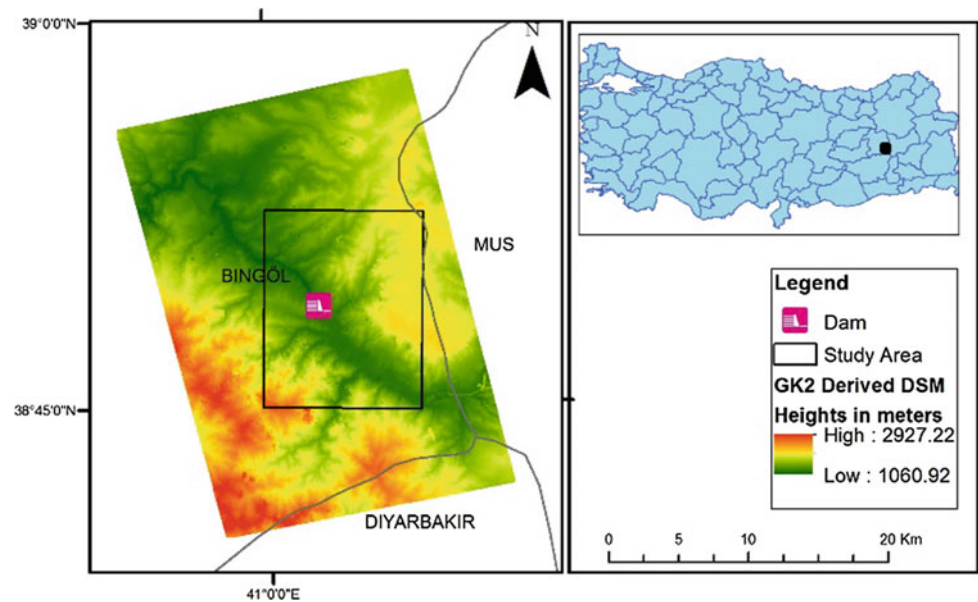 39°0'0"N
N
MUS
BINGÖL
38°45'0"N
DIYARBAKIR
41°0'0"E
Legend
Dam
Study Area
GK2 Derived DSM
Heights in meters
High : 2927.22
Low : 1060.92
0 5 10 20 Km